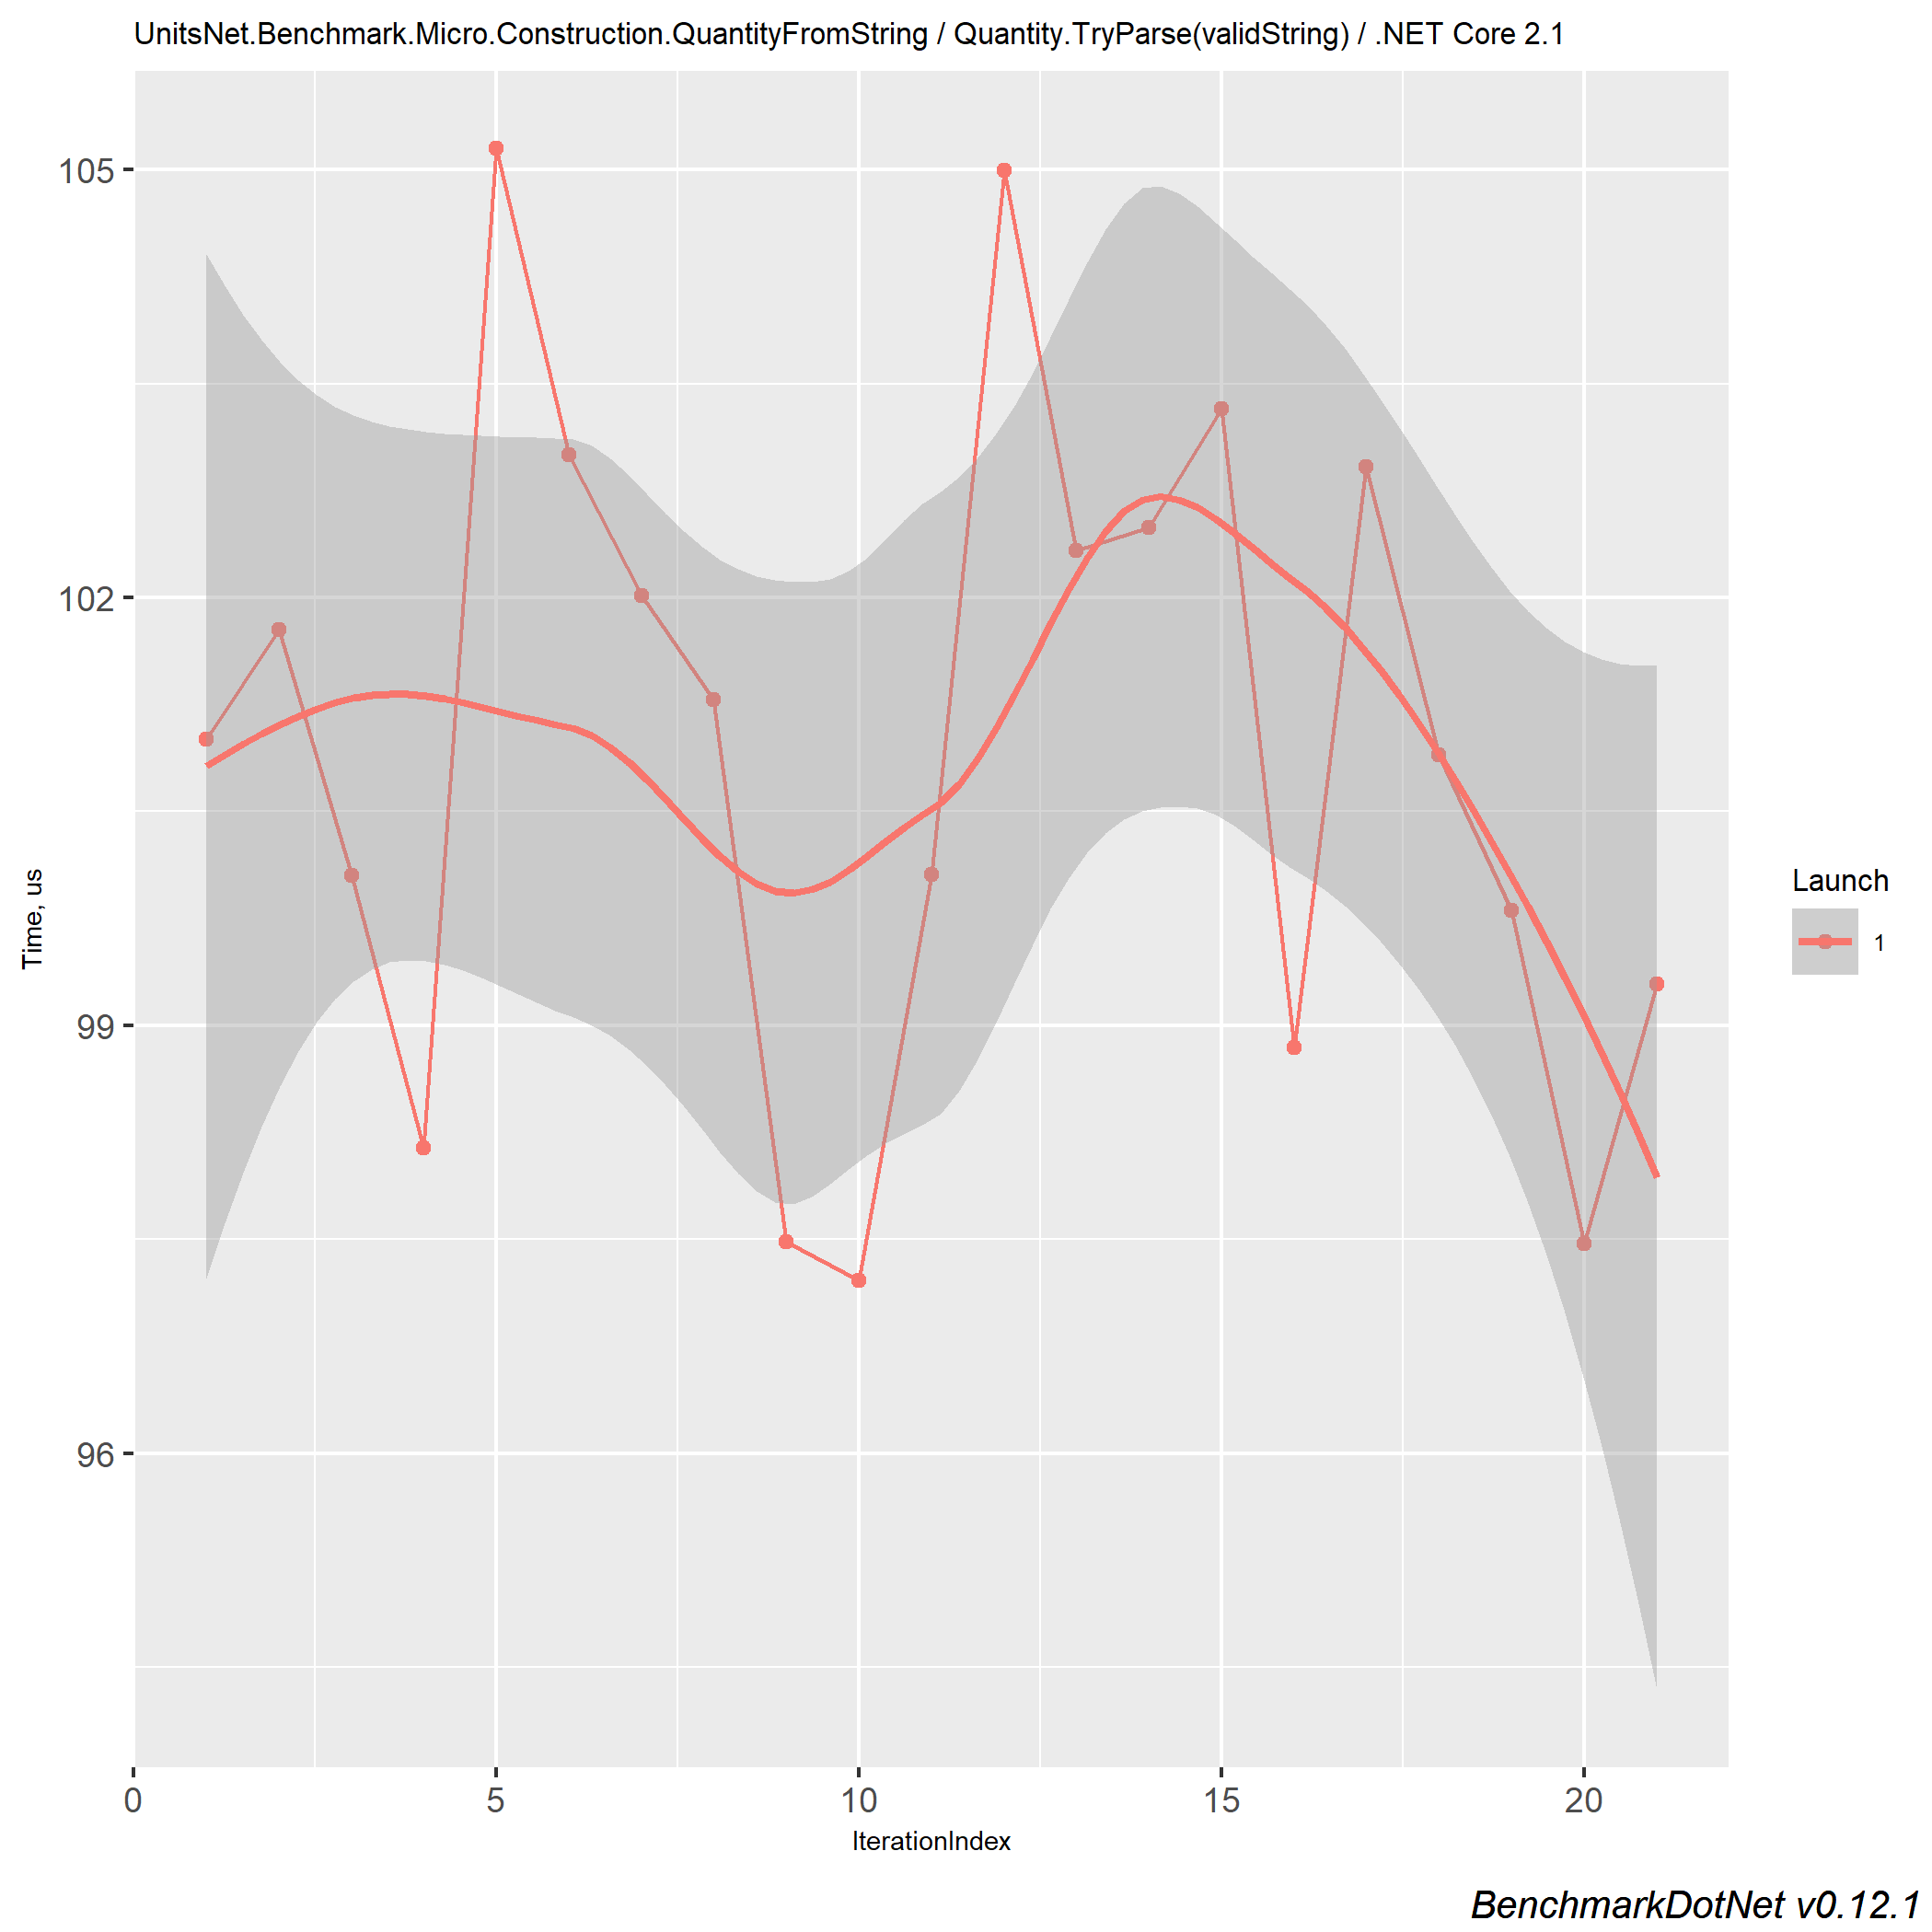 UnitsNet.Benchmark.Micro.Construction.QuantityFromString / Quantity.TryParse(validString) / .NET Core 2.1
105
102
99
96
Time, us
0
5
10
15
20
IterationIndex
Launch
1
BenchmarkDotNet v0.12.1